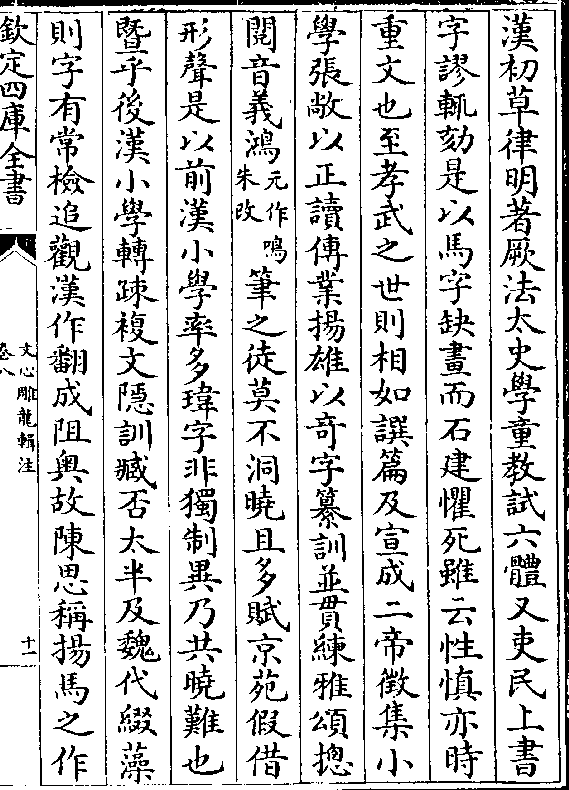 漢初草律明著厥法太史學童教試六體又吏民上書
字謬輒劾是以馬字缺畫而石建懼死雖云性慎亦時
重文也至孝武之世則相如譔篇及宣成二帝徵集小
學張敞以正讀傳業揚雄以奇字纂訓並貫練雅頌揔
閱音義鴻元作鳴朱改筆之徒莫不洞曉且多賦京苑假借
形聲是以前漢小學率多瑋字非獨制異乃共曉難也
暨乎後漢小學轉疎複文隱訓臧否太半及魏代綴藻
則字有常檢追觀漢作翻成阻奥故陳思稱揚馬之作
欽定四庫全書
文心雕龍輯注
卷八
十一